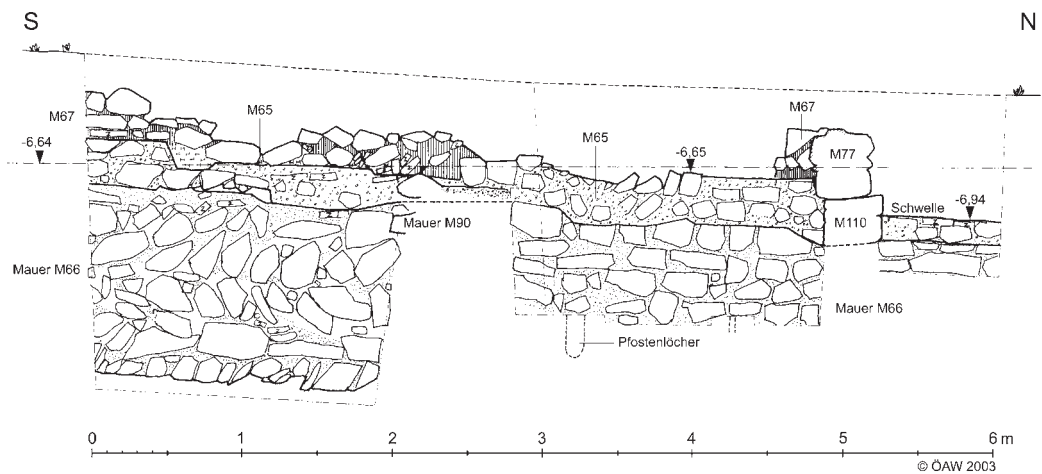 S
N
M67
M65
M65
M67
M77
-6,64
-6,65
Schwelle
-6,94
Mauer M90
M110
Mauer M66
Mauer M66
Pfostenlöcher
0
1
2
3
4
5
6 m
© ÖAW 2003